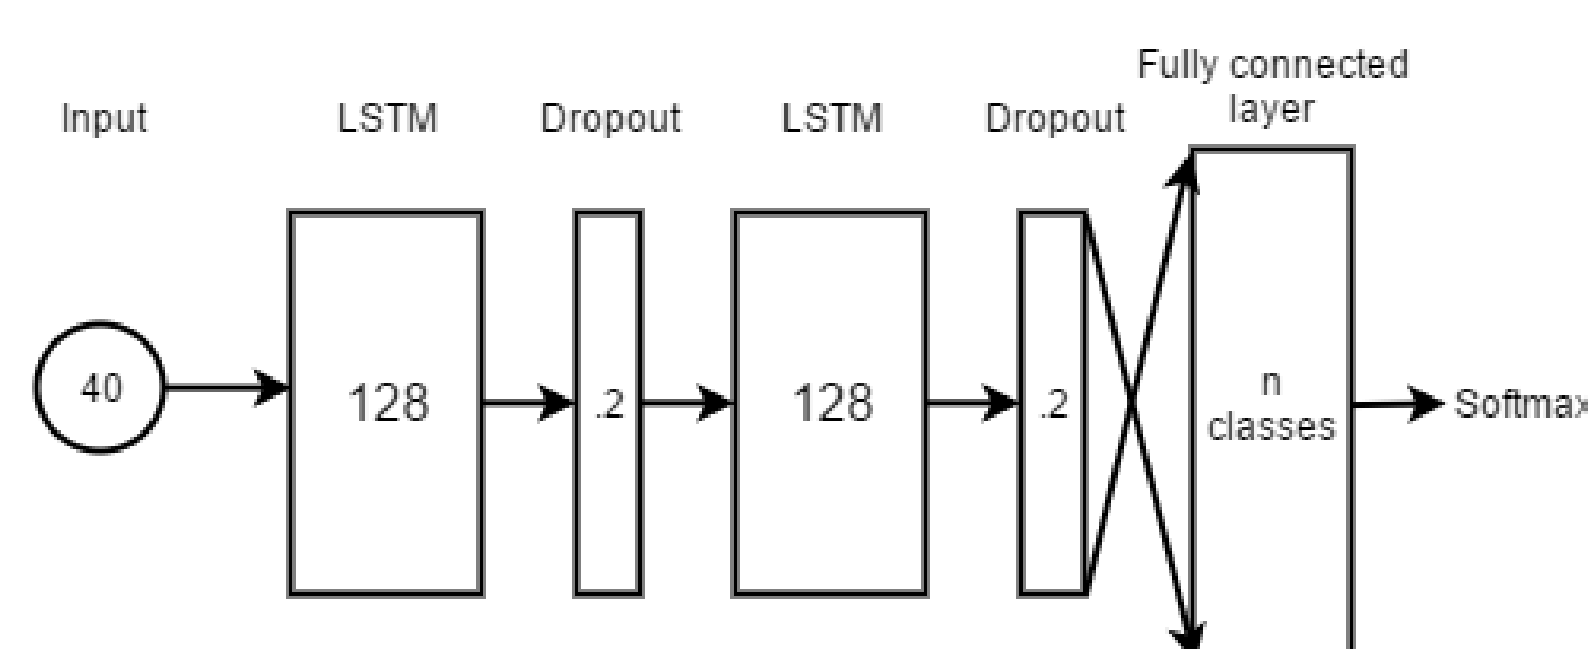 Input
LSTM
Dropout
LSTM
Dropout
Fully connected
layer
40
128
.2
128
.2
n
classes
Softmax